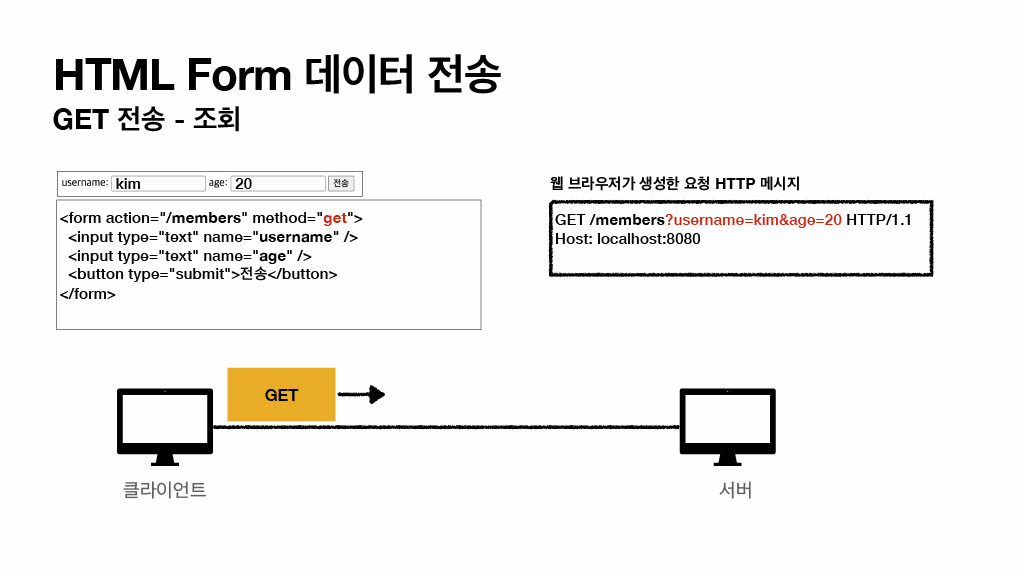 HTML Form 데이터 전송
GET 전송 - 조회
username: kim age: 20 전송
<form action="/members" method="get">
<input type="text" name="username" />
<input type="text" name="age" />
<button type="submit">전송</button>
</form>
웹 브라우저가 생성한 요청 HTTP 메시지
GET /members?username=kim&age=20 HTTP/1.1
Host: localhost:8080
GET
클라이언트
서버